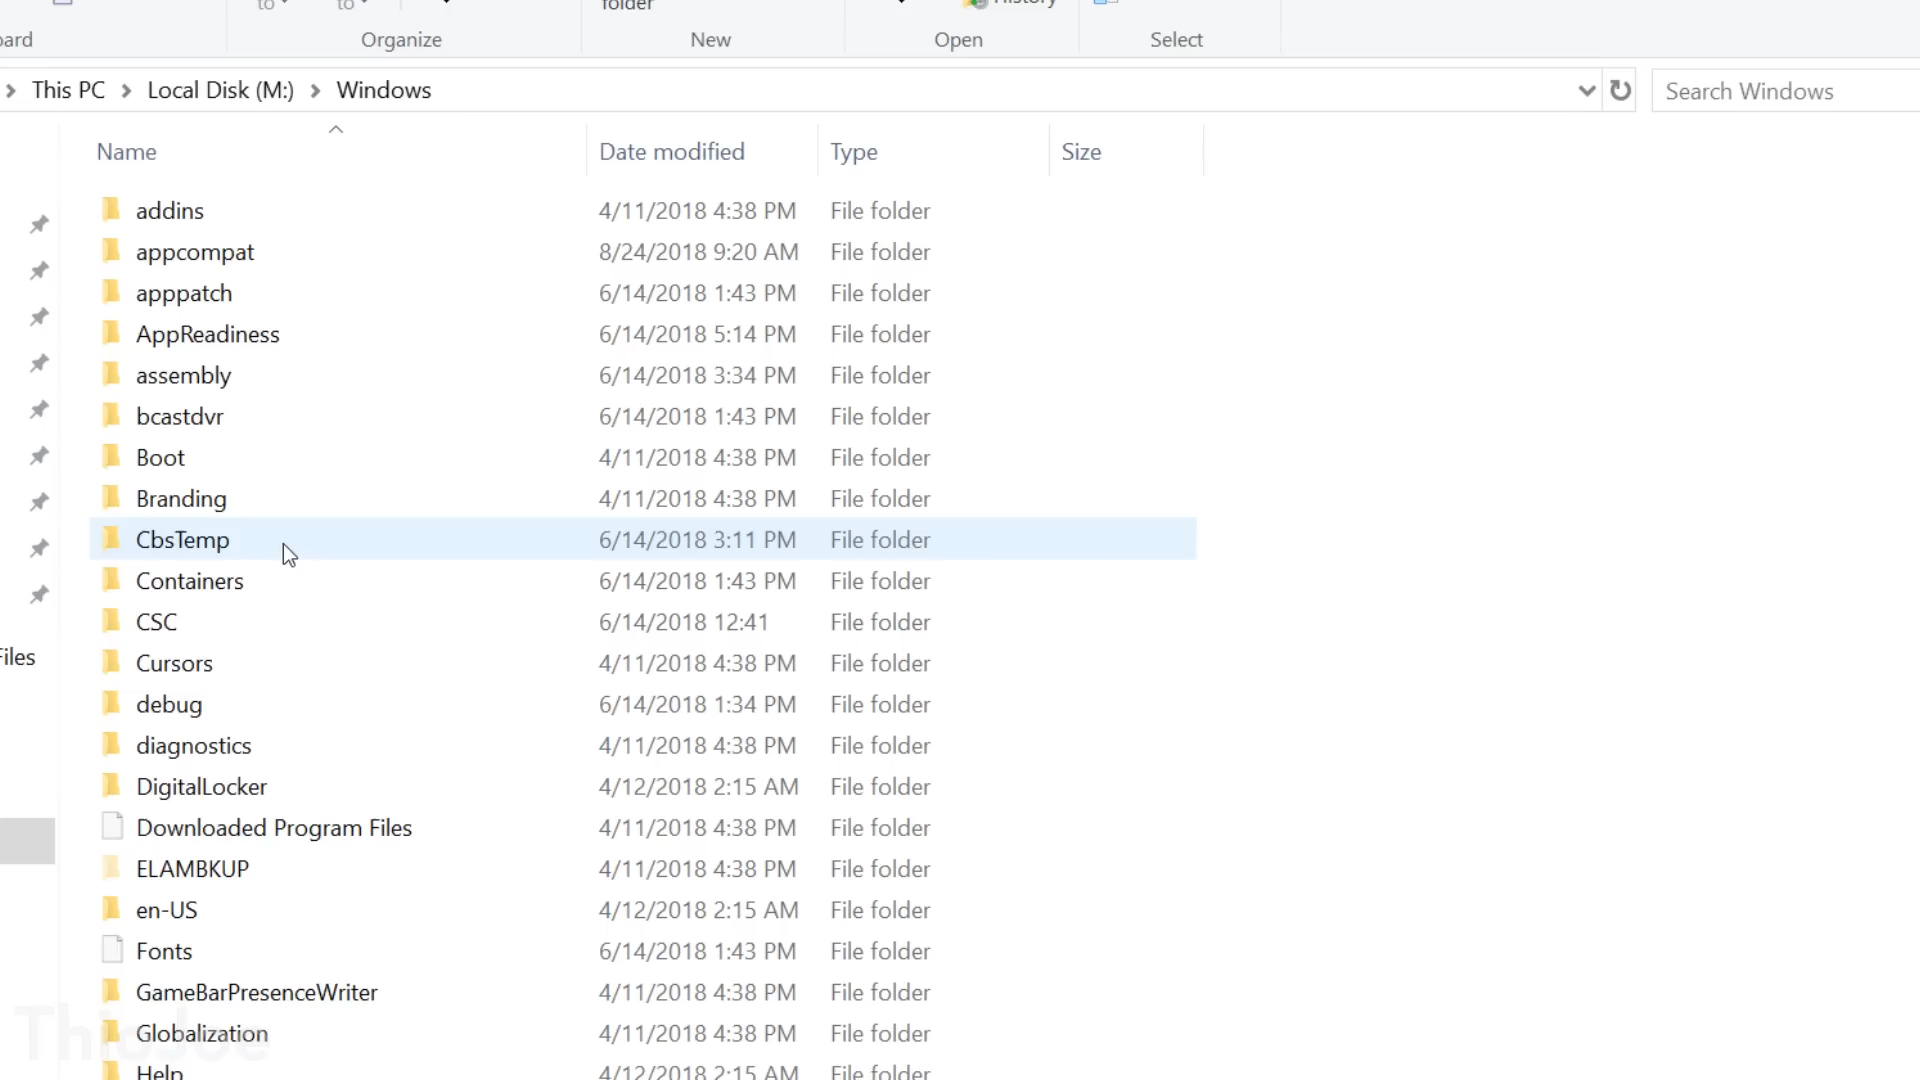 to to folder History
ard Organize New Open Select
This PC Local Disk (M:) Windows Search Windows
Name Date modified Type Size
addins 4/11/2018 4:38 PM File folder
appcompat 8/24/2018 9:20 AM File folder
apppatch 6/14/2018 1:43 PM File folder
AppReadiness 6/14/2018 5:14 PM File folder
assembly 6/14/2018 3:34 PM File folder
bcastdvr 6/14/2018 1:43 PM File folder
Boot 4/11/2018 4:38 PM File folder
Branding 4/11/2018 4:38 PM File folder
CbsTemp 6/14/2018 3:11 PM File folder
Containers 6/14/2018 1:43 PM File folder
CSC 6/14/2018 12:41 File folder
Cursors 4/11/2018 4:38 PM File folder
Files
debug 6/14/2018 1:34 PM File folder
diagnostics 4/11/2018 4:38 PM File folder
DigitalLocker 4/12/2018 2:15 AM File folder
Downloaded Program Files 4/11/2018 4:38 PM File folder
ELAMBKUP 4/11/2018 4:38 PM File folder
en-US 4/12/2018 2:15 AM File folder
Fonts 6/14/2018 1:43 PM File folder
GameBarPresenceWriter 4/11/2018 4:38 PM File folder
Globalization 4/11/2018 4:38 PM File folder
ThioJoe
Help 4/12/2018 2:15 AM File folder